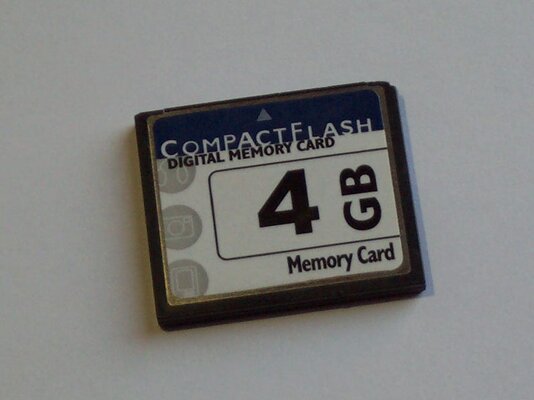 COMPACTFLASH
DIGITAL MEMORY CARD
4 GB
Memory Card